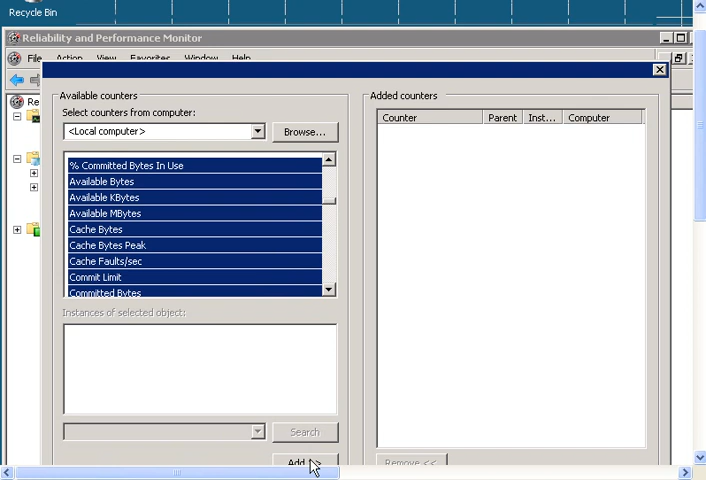 Recycle Bin
Reliability and Performance Monitor
File Action View Favorites Window Help
Re
Available counters
Select counters from computer:
<Local computer>
Browse...
% Committed Bytes In Use
Available Bytes
Available KBytes
Available MBytes
Cache Bytes
Cache Bytes Peak
Cache Faults/sec
Commit Limit
Committed Bytes
Instances of selected object:
Search
Add >>
Added counters
Counter Parent Inst... Computer
Remove <<